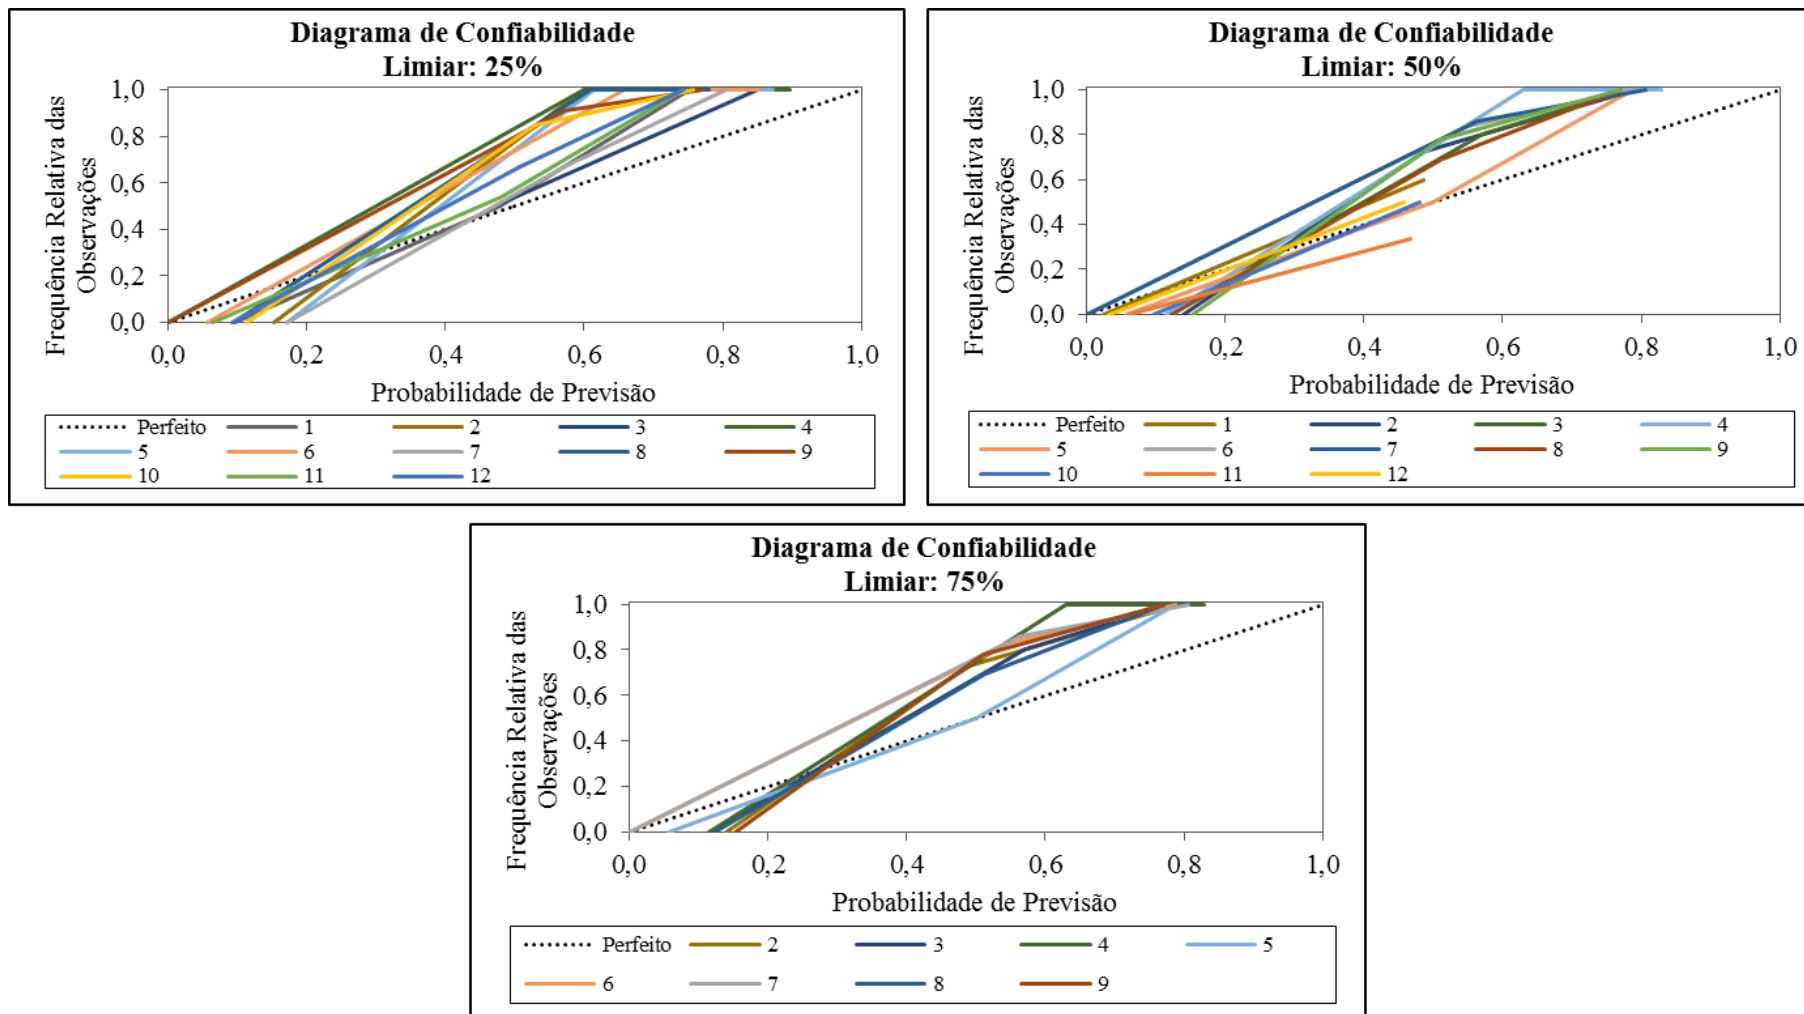 Diagrama de Confiabilidade
Limiar: 25%
Frequência Relativa das
Observações
1,0
0,8
0,6
0,4
0,2
0,0
0,0 0,2 0,4 0,6 0,8 1,0
Probabilidade de Previsão
Perfeito 1 2 3 4
5 6 7 8 9
10 11 12
Diagrama de Confiabilidade
Limiar: 50%
Frequência Relativa das
Observações
1,0
0,8
0,6
0,4
0,2
0,0
0,0 0,2 0,4 0,6 0,8 1,0
Probabilidade de Previsão
Perfeito 1 2 3 4
5 6 7 8 9
10 11 12
Diagrama de Confiabilidade
Limiar: 75%
Frequência Relativa das
Observações
1,0
0,8
0,6
0,4
0,2
0,0
0,0 0,2 0,4 0,6 0,8 1,0
Probabilidade de Previsão
Perfeito 2 3 4 5
6 7 8 9